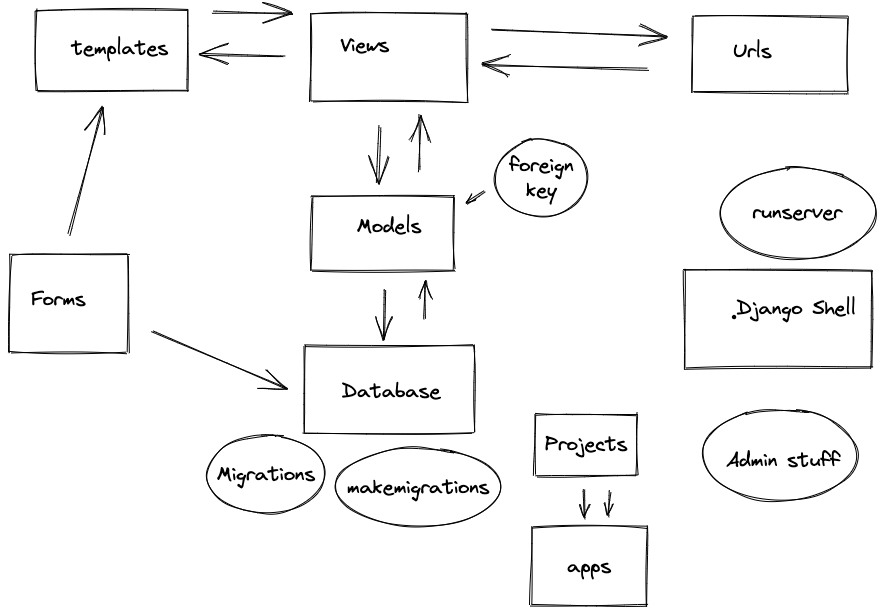 templates
Views
Urls
foreign
key
runserver
Models
Forms
.Django Shell
Database
Projects
Admin stuff
Migrations
makemigrations
apps